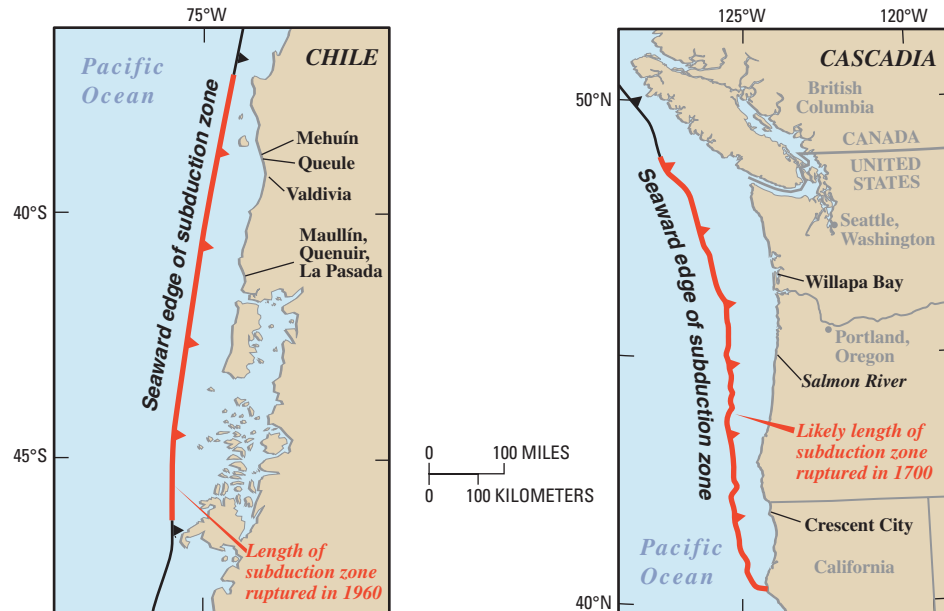 75°W
Pacific
Ocean
CHILE
Seaward edge of subduction zone
Mehuín
Queule
Valdivia
40°S
Maullín,
Quenuir,
La Pasada
45°S
Length of
subduction zone
ruptured in 1960
0 100 MILES
0 100 KILOMETERS
125°W 120°W
CASCADIA
50°N
British
Columbia
CANADA
UNITED
STATES
Seaward edge of subduction zone
Seattle,
Washington
Willapa Bay
Portland,
Oregon
Salmon River
Likely length of
subduction zone
ruptured in 1700
Crescent City
Pacific
Ocean
California
40°N